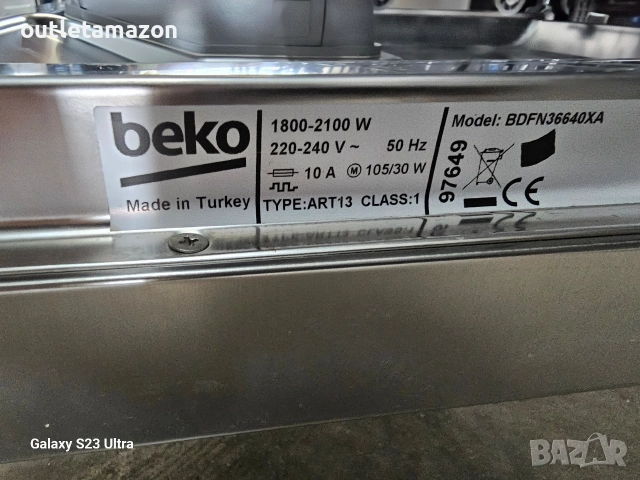 outletamazon
outletamazon
beko
Made in Turkey
1800-2100 W
220-240 V ~ 50 Hz
10 A M 105/30 W
TYPE:ART13 CLASS:1
Model: BDFN36640XA
97649
CE
Galaxy S23 Ultra
BAZAR